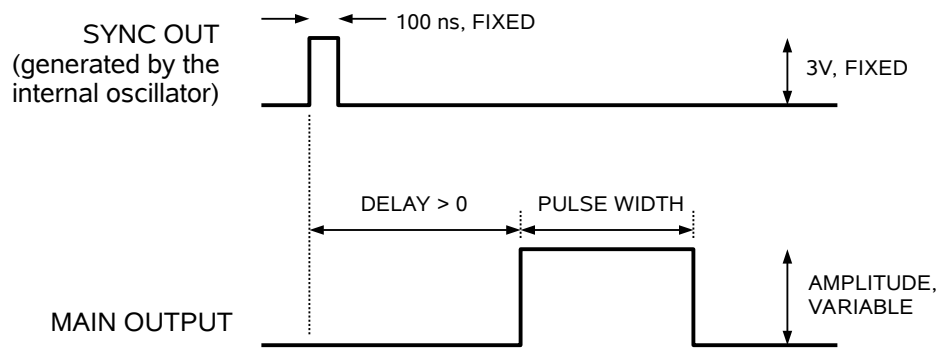 100 ns, FIXED
SYNC OUT
(generated by the
internal oscillator)
3V, FIXED
DELAY > 0
PULSE WIDTH
AMPLITUDE,
VARIABLE
MAIN OUTPUT